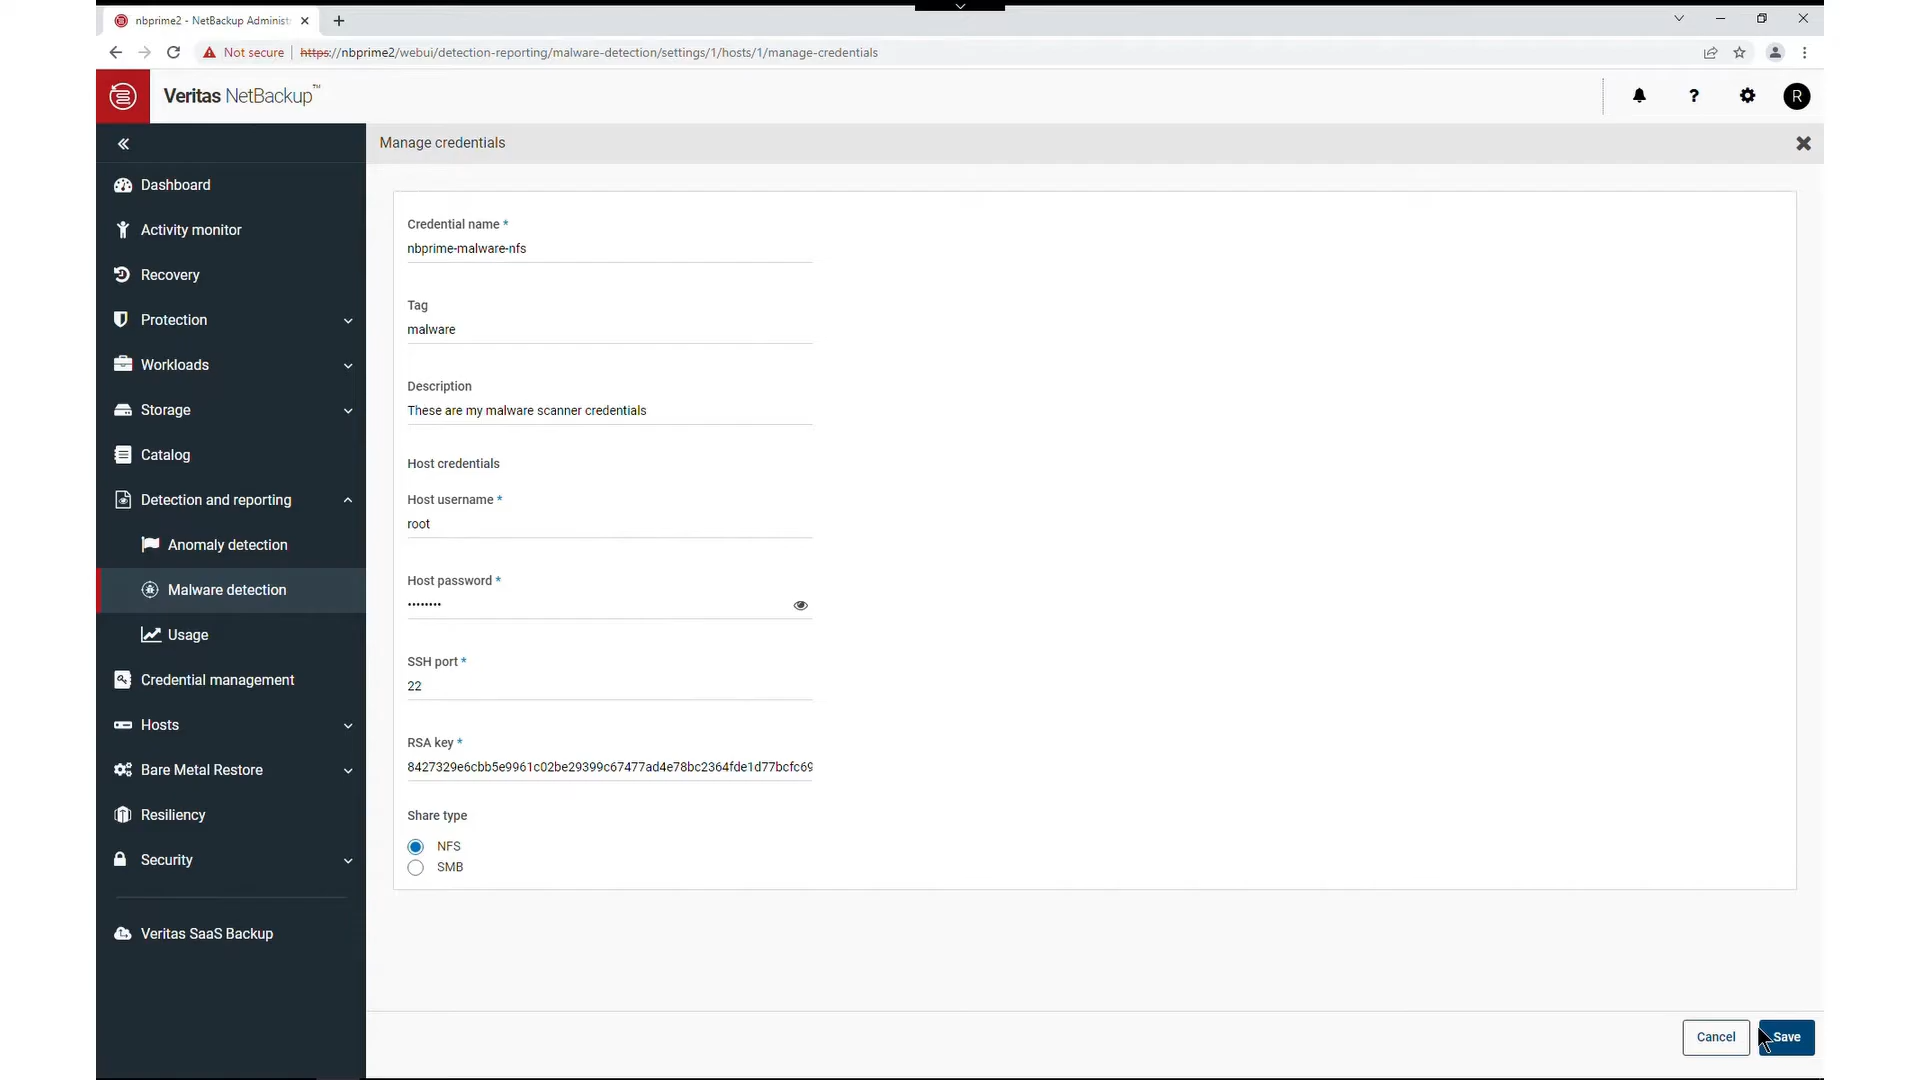 nbprime2 - NetBackup Administ
Not secure https://nbprime2/webui/detection-reporting/malware-detection/settings/1/hosts/1/manage-credentials
Veritas NetBackup™
? R
Manage credentials
Dashboard
Activity monitor
Recovery
Protection
Workloads
Storage
Catalog
Detection and reporting
Anomaly detection
Malware detection
Usage
Credential management
Hosts
Bare Metal Restore
Resiliency
Security
Veritas SaaS Backup
Credential name *
nbprime-malware-nfs
Tag
malware
Description
These are my malware scanner credentials
Host credentials
Host username *
root
Host password *
••••••••
SSH port *
22
RSA key *
8427329e6cbb5e9961c02be29399c67477ad4e78bc2364fde1d77bcfc69
Share type
NFS
SMB
Cancel
Save